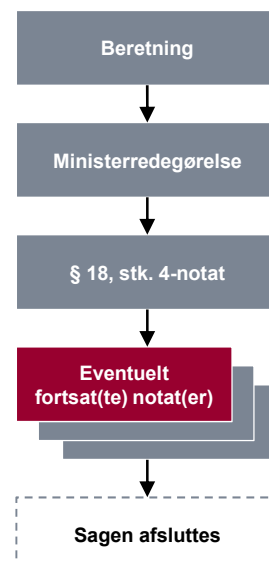 Beretning
Ministerredegørelse
§ 18, stk. 4-notat
Eventuelt
fortsat(te) notat(er)
Sagen afsluttes